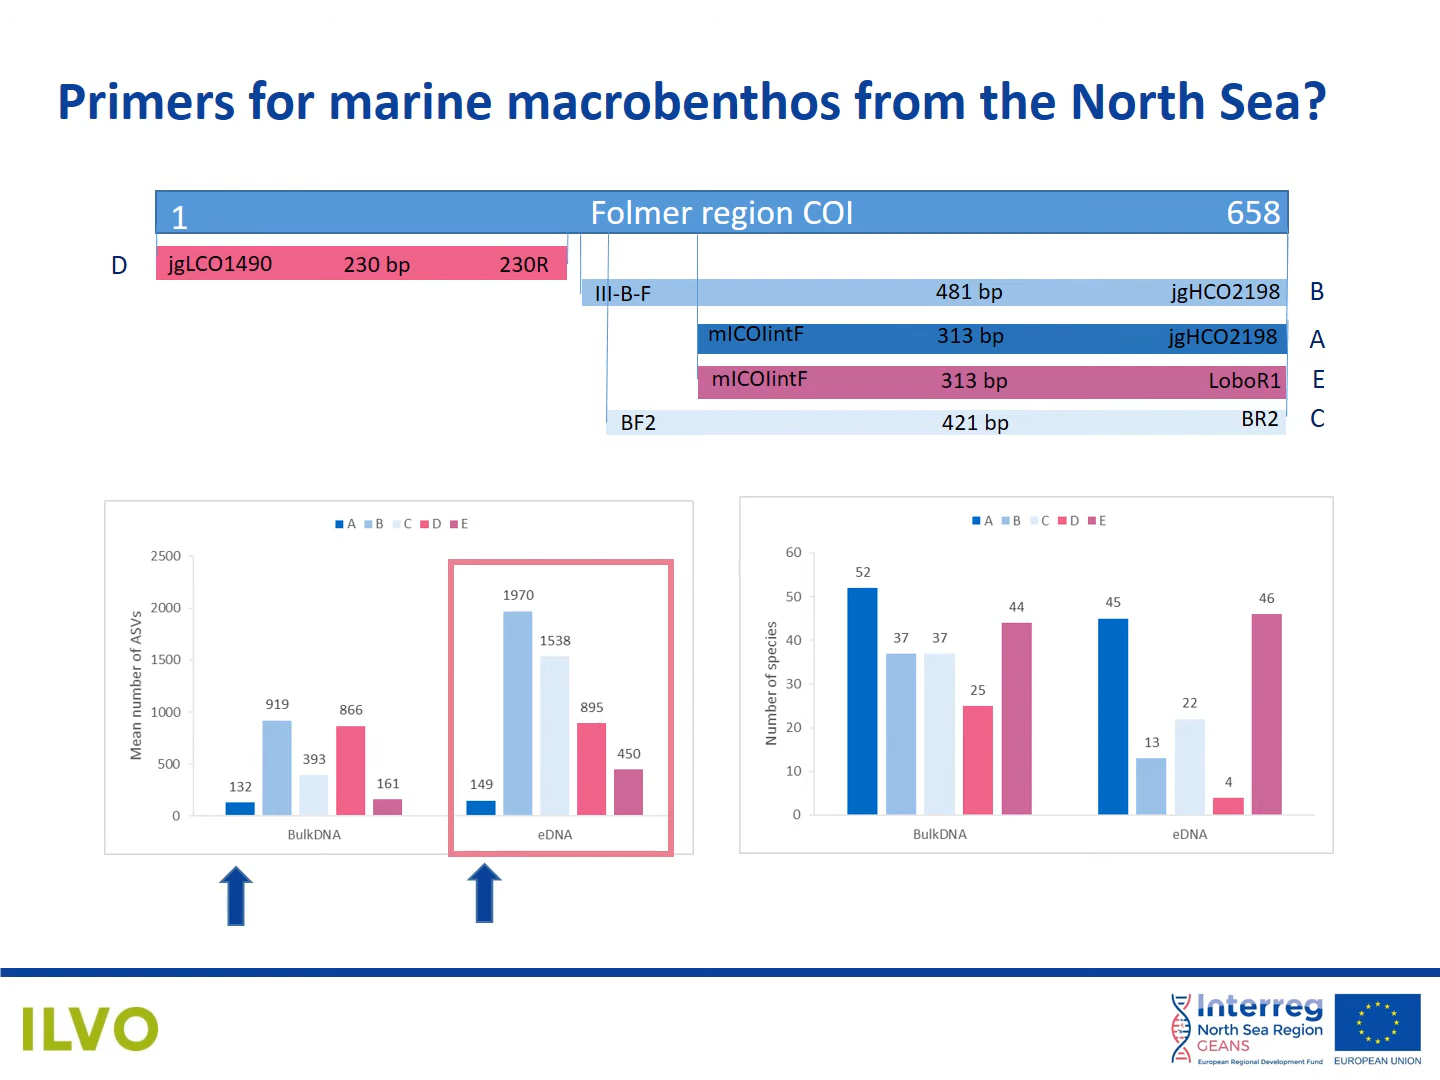 Primers for marine macrobenthos from the North Sea?
1 Folmer region COI 658
D jgLCO1490 230 bp 230R
III-B-F 481 bp jgHCO2198 B
mICOIintF 313 bp jgHCO2198 A
mICOIintF 313 bp LoboR1 E
BF2 421 bp BR2 C
A B C D E
Mean number of ASVs
2500
2000
1500
1000
500
0
132
919
393
866
161
149
1970
1538
895
450
BulkDNA eDNA
A B C D E
Number of species
60
50
40
30
20
10
0
52
37
37
25
44
45
13
22
4
46
BulkDNA eDNA
ILVO
Interreg
North Sea Region
GEANS
European Regional Development Fund
EUROPEAN UNION